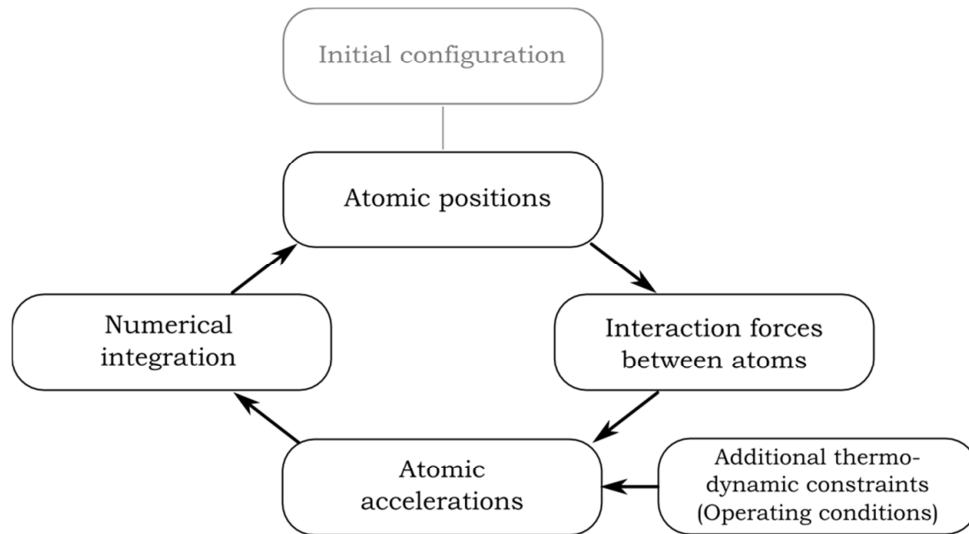 Initial configuration
Atomic positions
Numerical
integration
Interaction forces
between atoms
Atomic
accelerations
Additional thermo-
dynamic constraints
(Operating conditions)